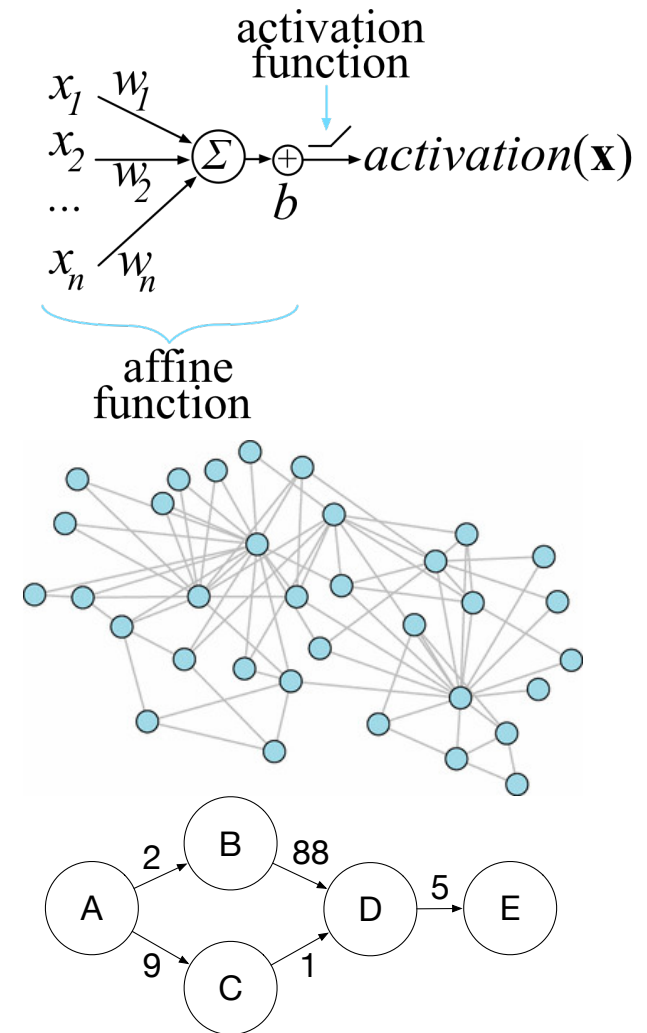 activation
function
x1 w1
x2 w2
Σ + activation(x)
...
b
xn wn
affine
function
B
2 88
A D 5 E
9 1
C